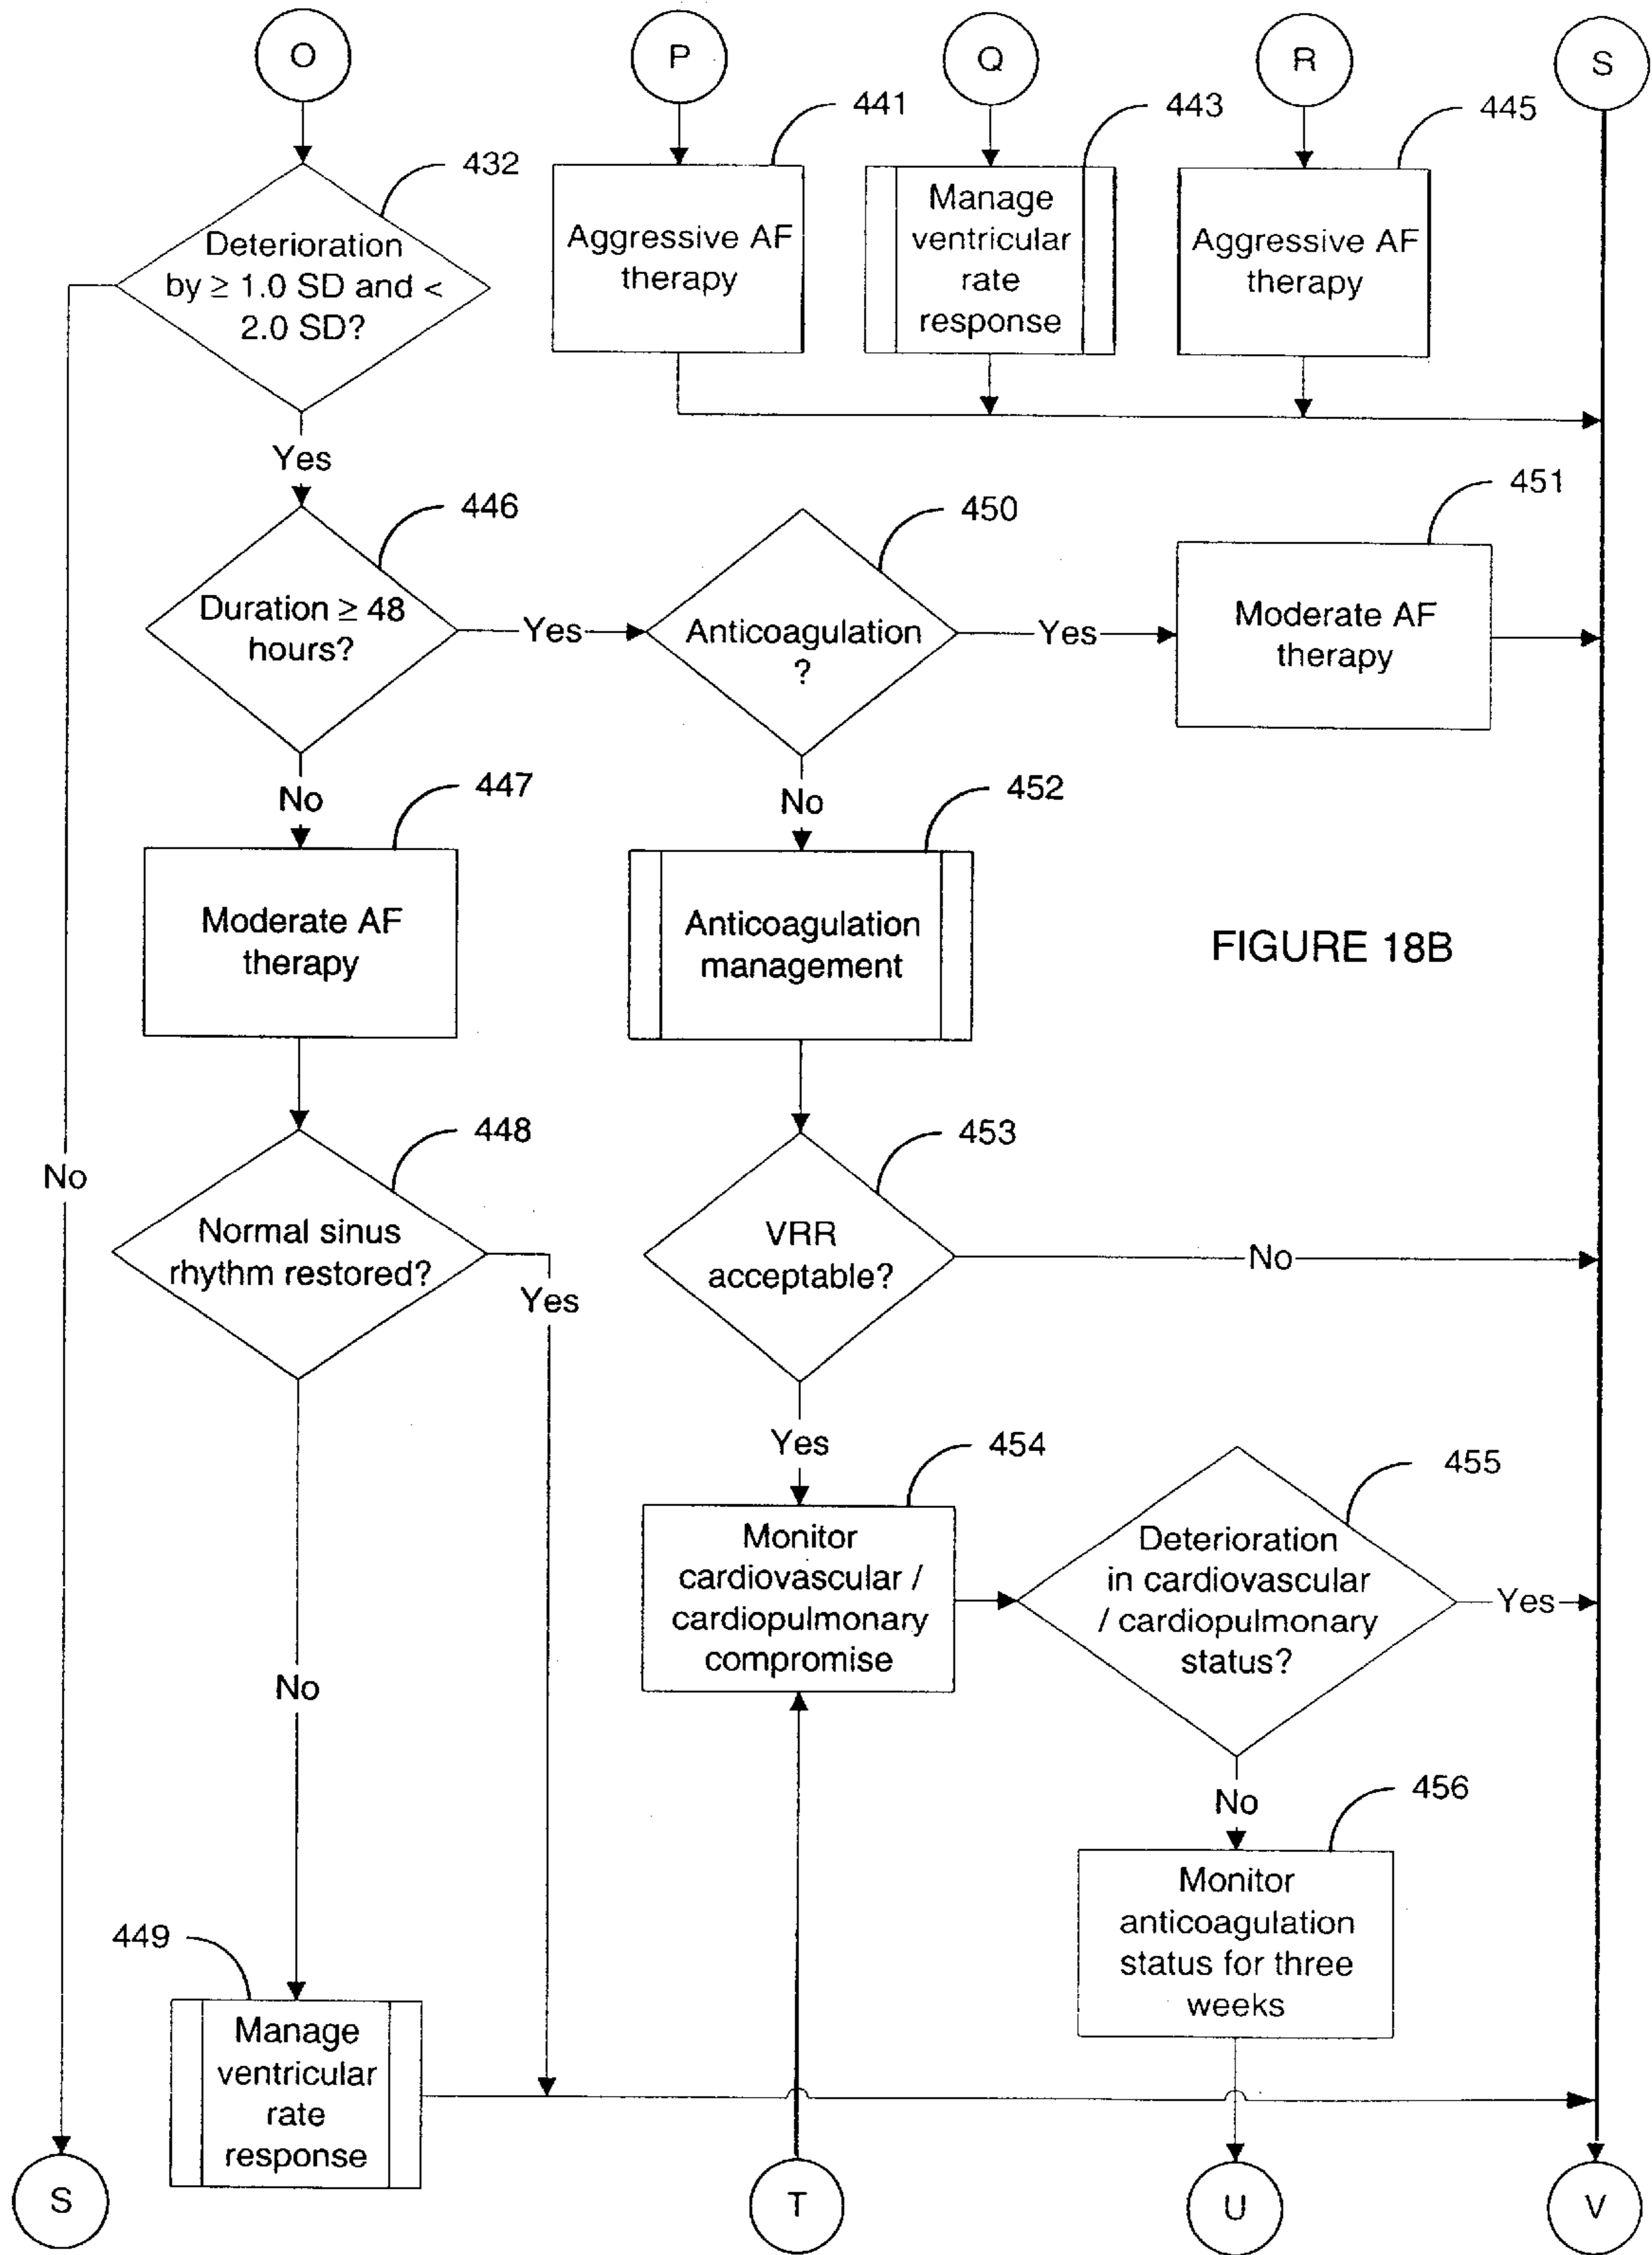 O
P
Q
R
S
441
443
445
432
Deterioration
by ≥ 1.0 SD and <
2.0 SD?
Aggressive AF
therapy
Manage
ventricular
rate
response
Aggressive AF
therapy
Yes
446
450
451
Duration ≥ 48
hours?
Yes
Anticoagulation
?
Yes
Moderate AF
therapy
No
447
No
452
Moderate AF
therapy
Anticoagulation
management
FIGURE 18B
No
448
453
Normal sinus
rhythm restored?
Yes
VRR
acceptable?
No
Yes
454
455
Monitor
cardiovascular /
cardiopulmonary
compromise
Deterioration
in cardiovascular
/ cardiopulmonary
status?
Yes
No
No
456
449
Monitor
anticoagulation
status for three
weeks
Manage
ventricular
rate
response
S
T
U
V